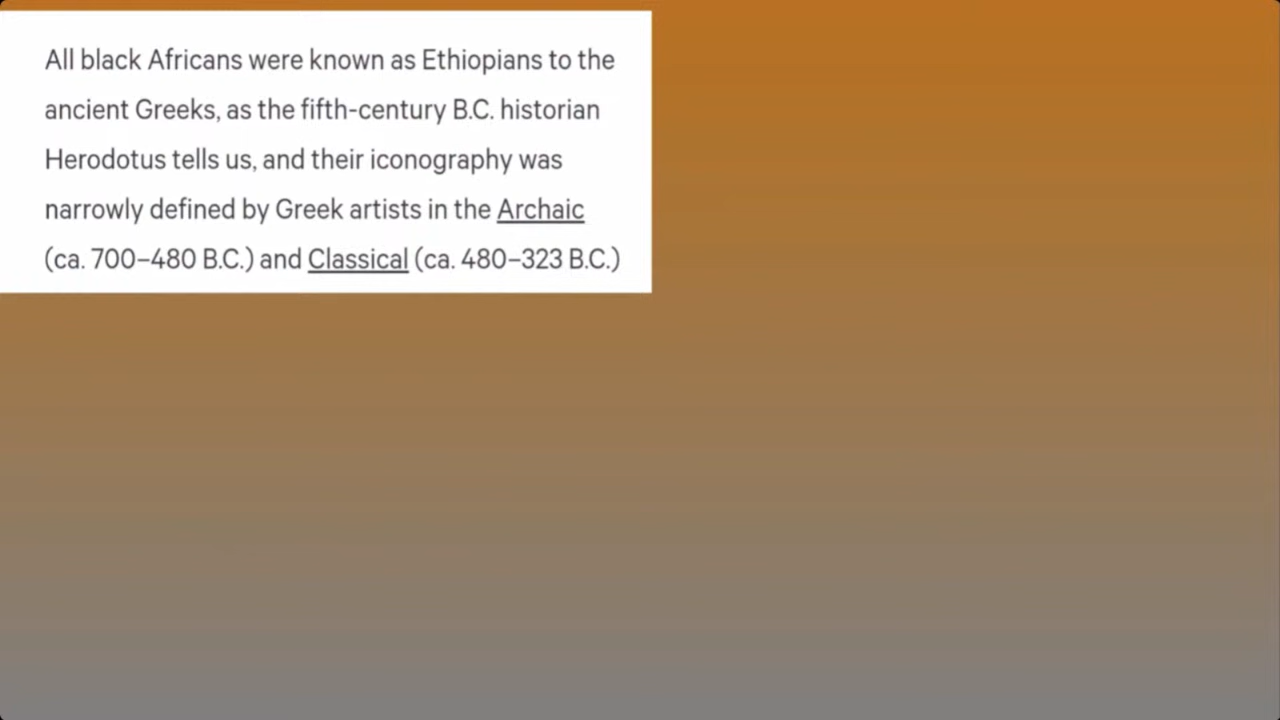 All black Africans were known as Ethiopians to the
ancient Greeks, as the fifth-century B.C. historian
Herodotus tells us, and their iconography was
narrowly defined by Greek artists in the Archaic
(ca. 700–480 B.C.) and Classical (ca. 480–323 B.C.)